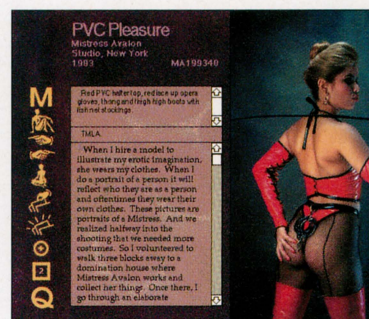 PVC Pleasure
Mistress Avalon
Studio, New York
1993 MA199340
M
Red PVC halter top, red lace up opera
gloves, thong and thigh high boots with
fishnet stockings.
TMLA.
When I hire a model to
illustrate my erotic imagination,
she wears my clothes. When I
do a portrait of a person it will
reflect who they are as a person
and oftentimes they wear their
own clothes. These pictures are
portraits of a Mistress. And we
realized halfway into the
shooting that we needed more
costumes. So I volunteered to
walk three blocks away to a
domination house where
Mistress Avalon works and
collect her things. Once there, I
go through an elaborate
?
Q